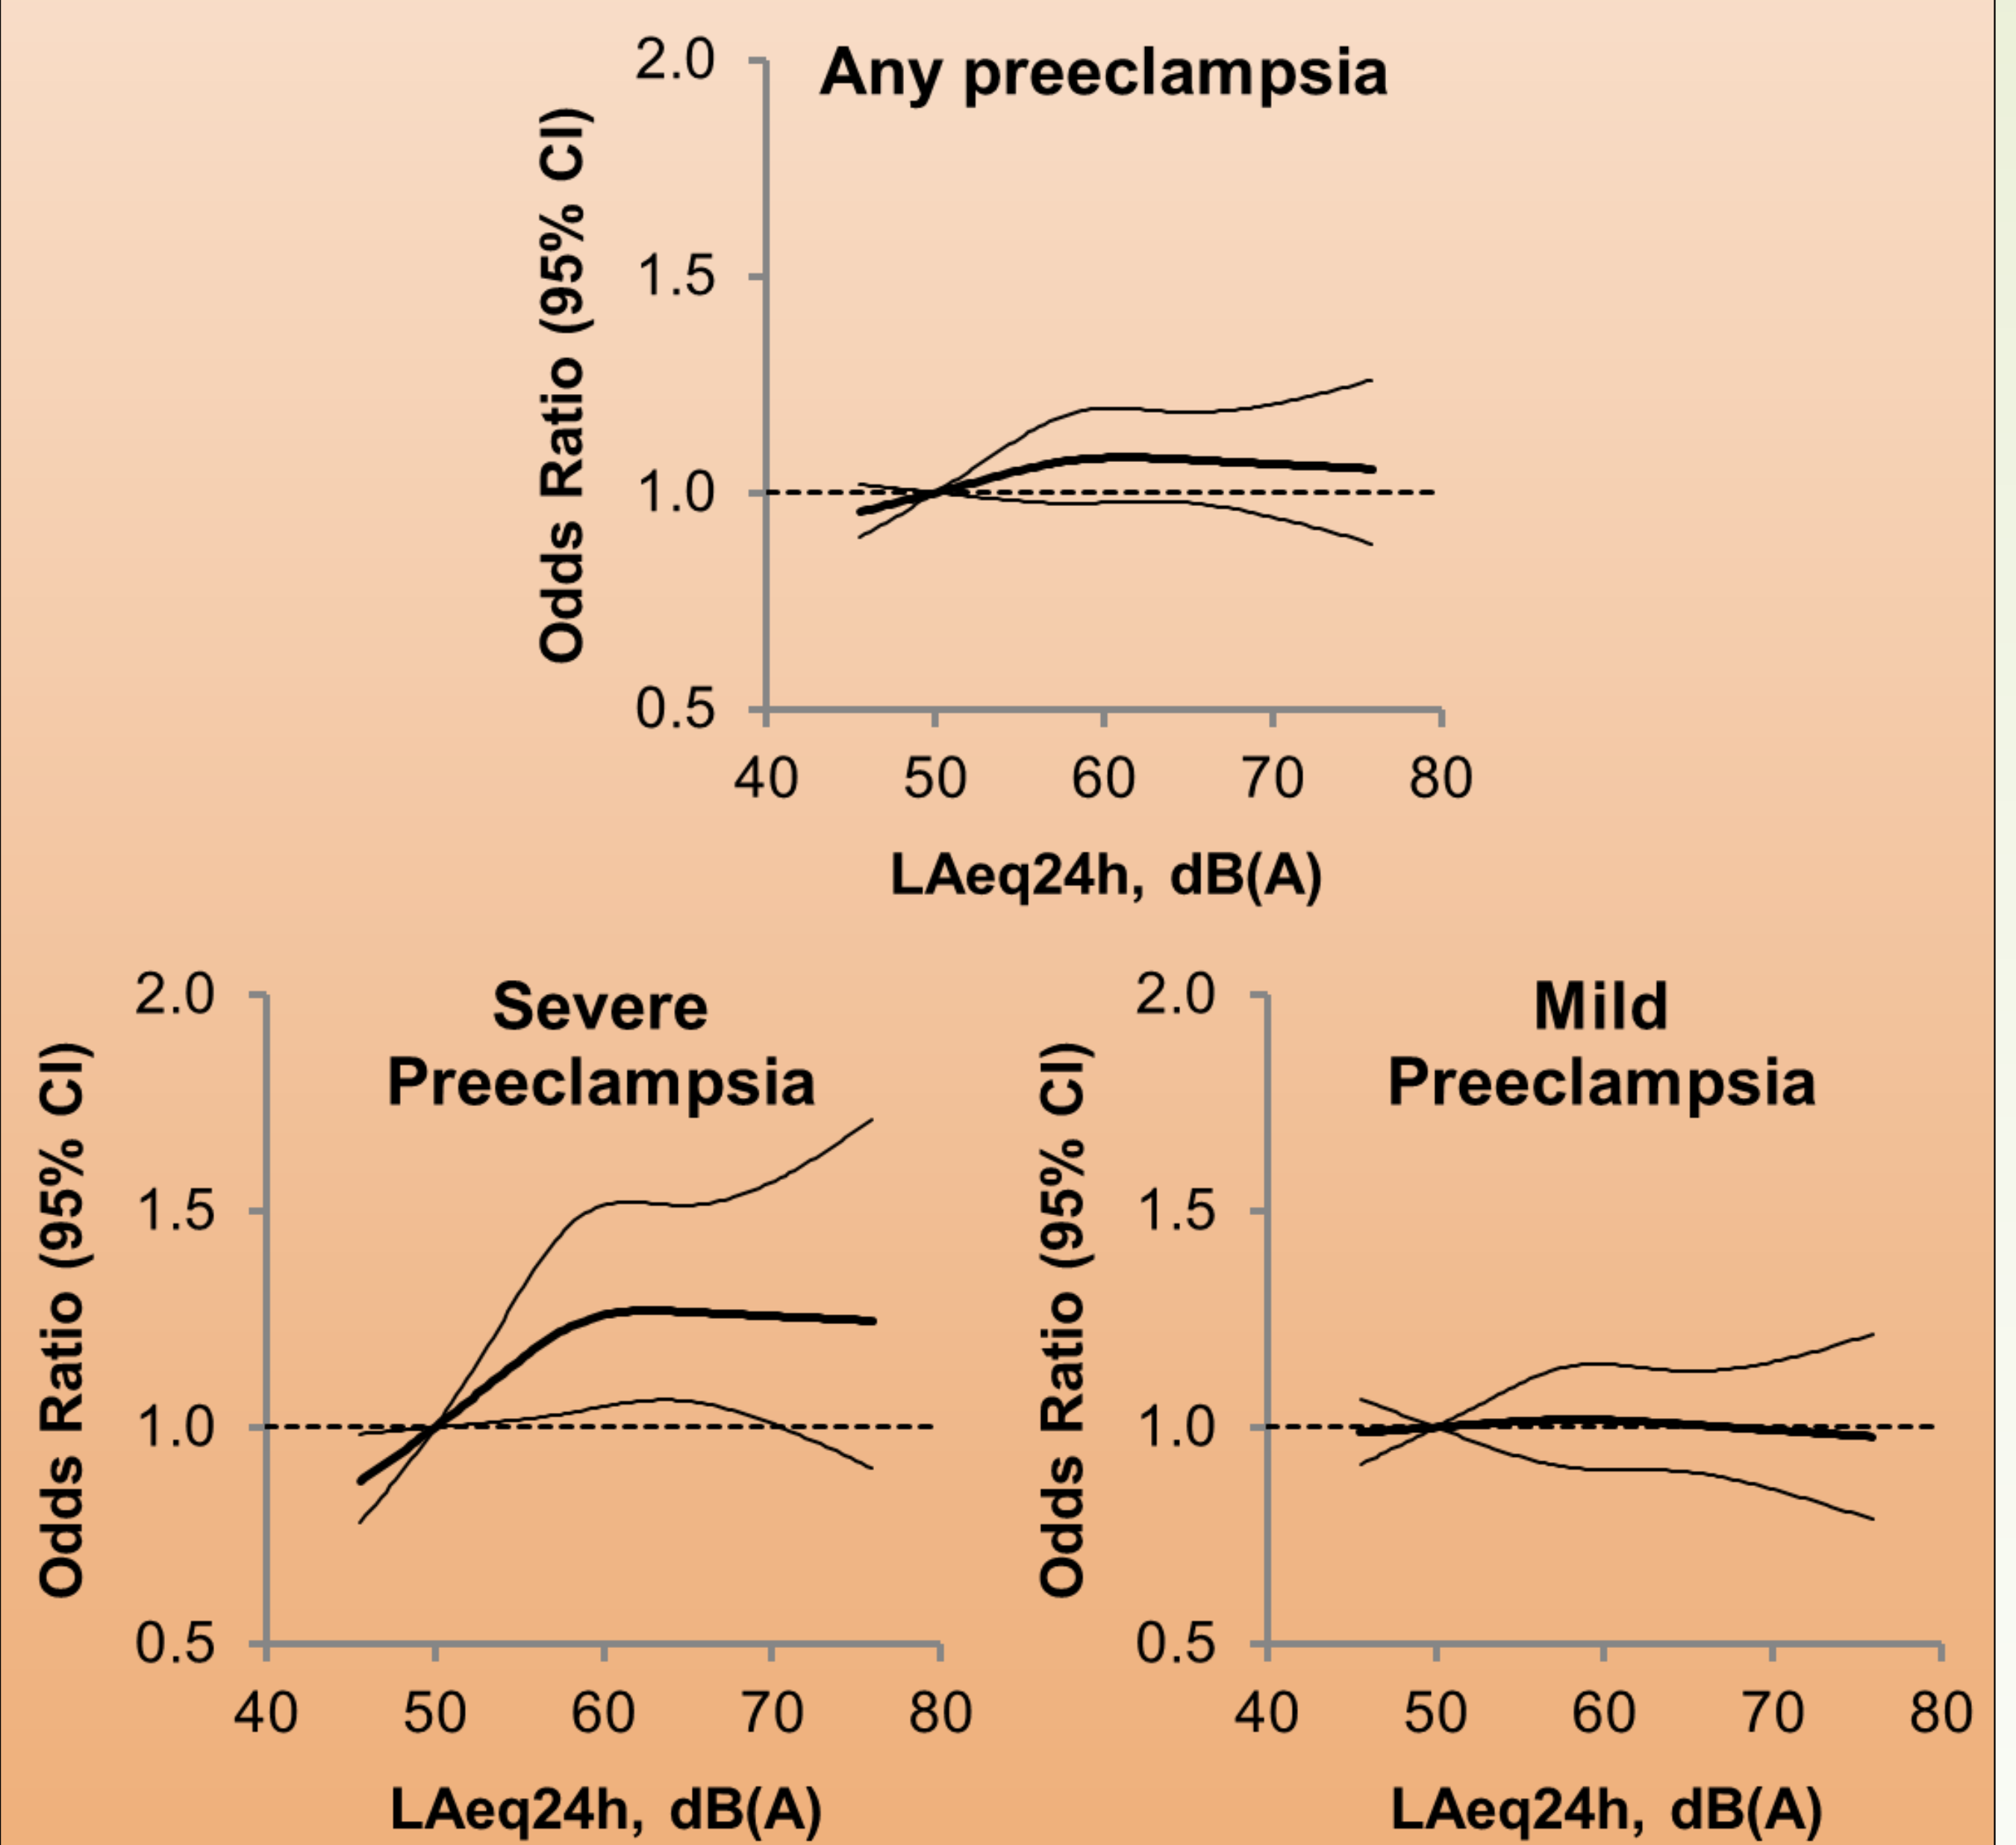 Any preeclampsia
Odds Ratio (95% CI)
2.0
1.5
1.0
0.5
40 50 60 70 80
LAeq24h, dB(A)
Severe
Preeclampsia
Odds Ratio (95% CI)
2.0
1.5
1.0
0.5
40 50 60 70 80
LAeq24h, dB(A)
Mild
Preeclampsia
Odds Ratio (95% CI)
2.0
1.5
1.0
0.5
40 50 60 70 80
LAeq24h, dB(A)